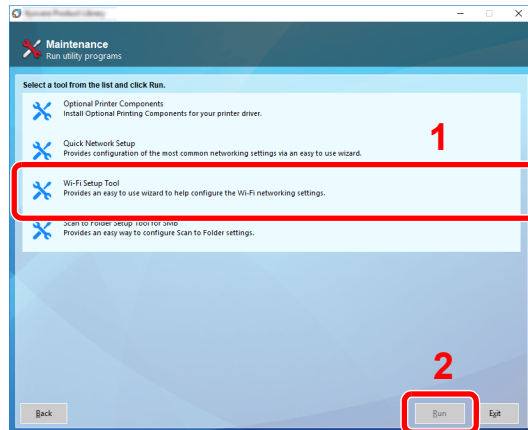 Maintenance
Run utility programs
Select a tool from the list and click Run.
Optional Printer Components
Install Optional Printing Components for your printer driver.
1
Quick Network Setup
Provides configuration of the most common networking settings via an easy to use wizard.
Wi-Fi Setup Tool
Provides an easy to use wizard to help configure the Wi-Fi networking settings.
Scan to Folder Setup Tool for SMB
Provides an easy way to configure Scan to Folder settings.
2
Back
Run
Exit